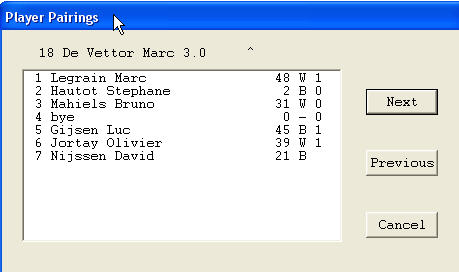 Player Pairings
18 De Vettor Marc 3.0 ^
1 Legrain Marc 48 W 1
2 Hautot Stephane 2 B 0
3 Mahiels Bruno 31 W 0
4 bye 0 - 0
5 Gijsen Luc 45 B 1
6 Jortay Olivier 39 W 1
7 Nijssen David 21 B
Next
Previous
Cancel